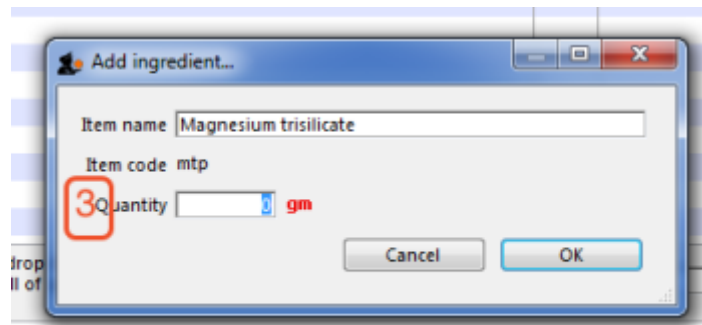 Add ingredient...
Item name Magnesium trisilicate
Item code mtp
3 Quantity 0 gm
Cancel OK
drop
ll of